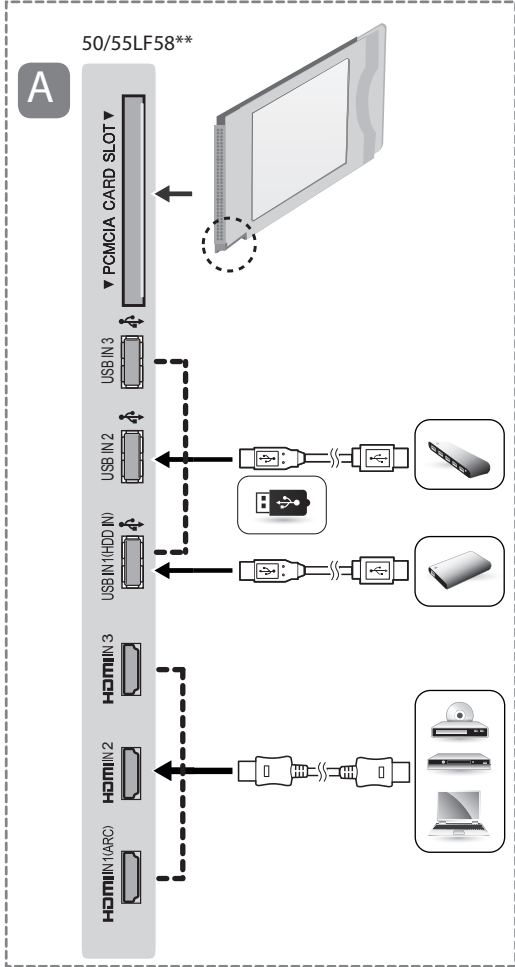 50/55LF58**
A
▼ PCMCIA CARD SLOT ▼
USB IN 3
USB IN 2
USB IN 1(HDD IN)
HDMI IN 3
HDMI IN 2
HDMI IN 1(ARC)